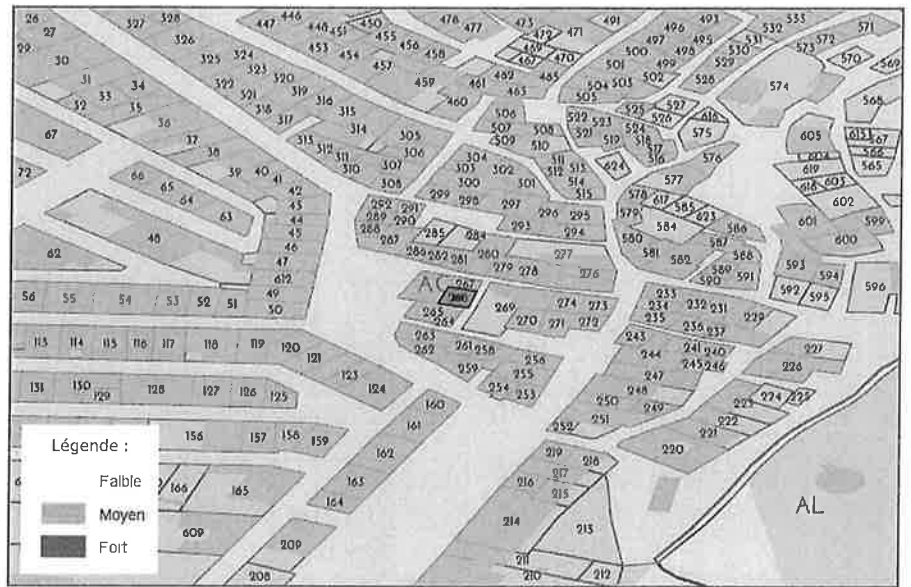 26 27 328 446 448 451 450 476 473 491 496 493 533 571
29 327 326 447 455 477 472 471 497 495 531 532 572
30 325 324 453 454 456 458 469 470 500 498 530 573 570 569
31 34 322 323 320 457 467 501 499 529
32 33 35 321 319 459 461 462 465 504 503 502 528 574 568
36 318 316 315 460 463 505 527
67 37 317 314 305 506 522 523 525 526 616 605 613 567
38 313 312 306 507 508 521 524 575 604 566
72 39 40 311 310 307 509 510 519 518 517 516 576 619 565
66 41 308 304 303 302 511 512 513 624 577 618 603
65 42 299 300 301 514 515 578 602
64 43 292 291 298 297 617 585 623
63 44 289 290 296 295 579 584 586 601 599
48 45 288 285 284 293 294 580 587 600
46 287 277 581 582 588
62 47 286 282 281 280 279 278 276 589 590 591 593 594
612 AC 267 592 595 596
56 55 54 53 52 51 49 50 266 269 274 273 233 234 232 231 229
265 264 270 271 272 235 236 237
113 114 115 116 117 118 119 120 121 263 262 261 258 243 241 240 227
123 124 259 256 255 244 245 246 228
131 130 129 128 127 126 125 254 253 247 248 224 225
160 250 249 223 222
161 252 251 221 220
156 157 158 159 162 219 218
Légende :
Faible
166 165 163 164 216 217 215
Moyen
609 209 214 213 AL
Fort
208 211 210 212